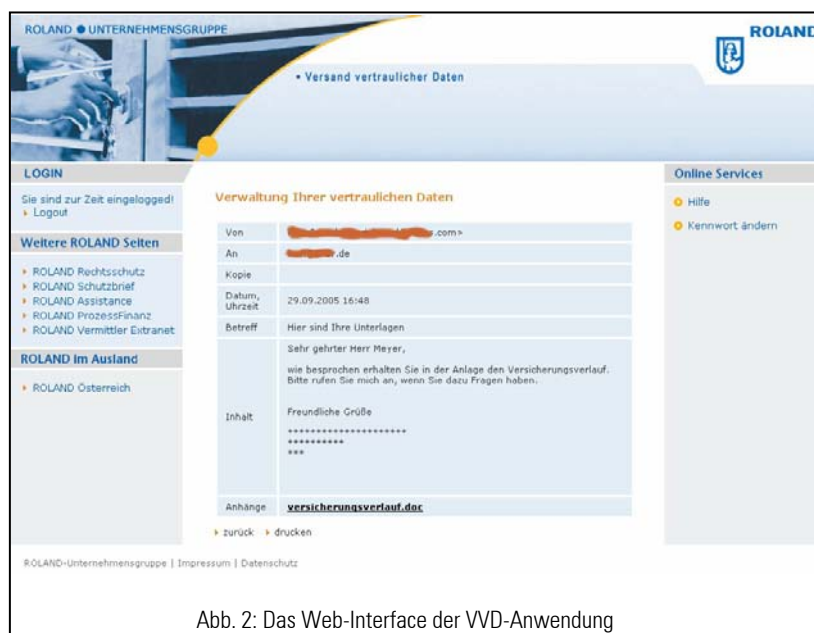 ROLAND ● UNTERNEHMENSGRUPPE
ROLAND
• Versand vertraulicher Daten
LOGIN
Sie sind zur Zeit eingelogged!
Logout
Weitere ROLAND Seiten
ROLAND Rechtsschutz
ROLAND Schutzbrief
ROLAND Assistance
ROLAND ProzessFinanz
ROLAND Vermittler Extranet
ROLAND im Ausland
ROLAND Österreich
Verwaltung Ihrer vertraulichen Daten
Von .com>
An .de
Kopie
Datum, Uhrzeit 29.09.2005 16:48
Betreff Hier sind Ihre Unterlagen
Inhalt
Sehr gehrter Herr Meyer,
wie besprochen erhalten Sie in der Anlage den Versicherungsverlauf.
Bitte rufen Sie mich an, wenn Sie dazu Fragen haben.
Freundliche Grüße
*********************
**********
***
Anhänge versicherungsverlauf.doc
zurück drucken
Online Services
Hilfe
Kennwort ändern
ROLAND-Unternehmensgruppe | Impressum | Datenschutz
Abb. 2: Das Web-Interface der VVD-Anwendung